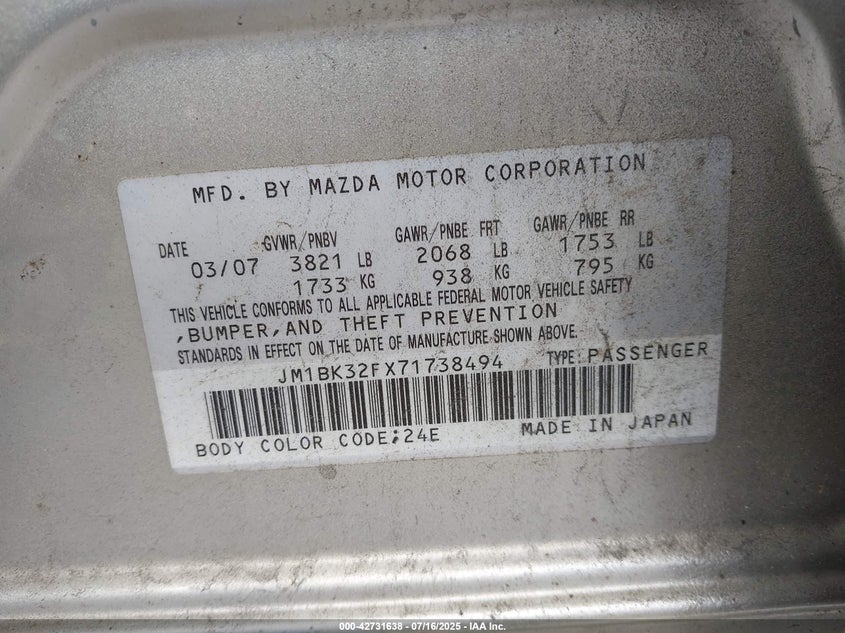 MFD. BY MAZDA MOTOR CORPORATION
DATE GVWR/PNBV GAWR/PNBE FRT GAWR/PNBE RR
03/07 3821 LB 2068 LB 1753 LB
1733 KG 938 KG 795 KG
THIS VEHICLE CONFORMS TO ALL APPLICABLE FEDERAL MOTOR VEHICLE SAFETY
,BUMPER,AND THEFT PREVENTION
STANDARDS IN EFFECT ON THE DATE OF MANUFACTURE SHOWN ABOVE.
JM1BK32FX71738494 TYPE:PASSENGER
BODY COLOR CODE;24E MADE IN JAPAN
000-42731638 - 07/16/2025 - IAA Inc.